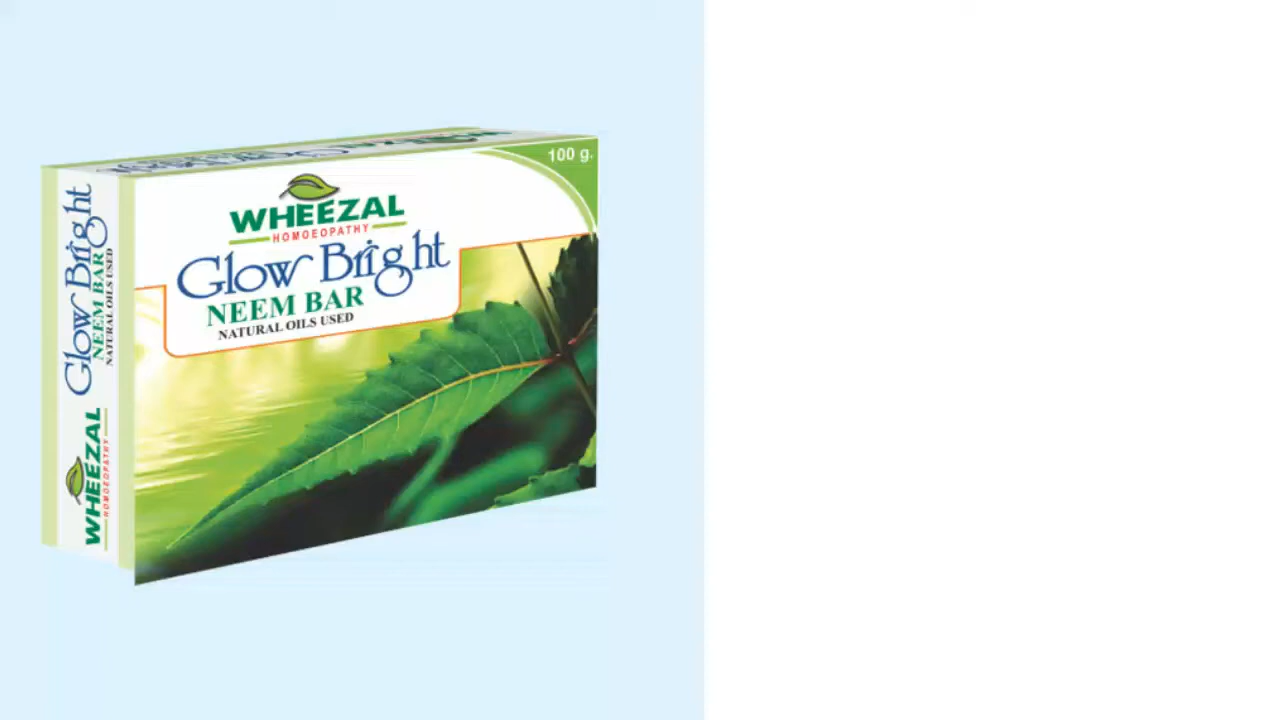 100 g.
WHEEZAL
HOMOEOPATHY
Glow Bright
NEEM BAR
NATURAL OILS USED
Glow Bright
NEEM BAR
NATURAL OILS USED
WHEEZAL
HOMOEOPATHY